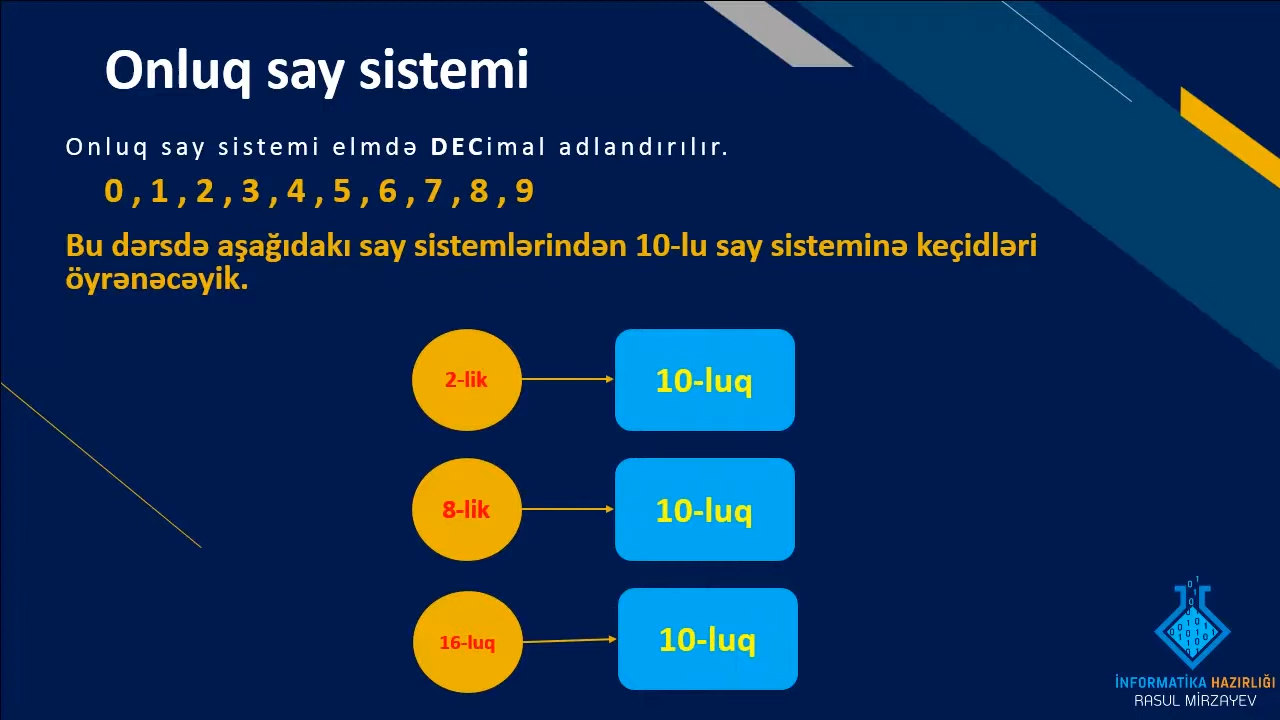 Onluq say sistemi
Onluq say sistemi elmdə DECimal adlandırılır.
0 , 1 , 2 , 3 , 4 , 5 , 6 , 7 , 8 , 9
Bu dərsdə aşağıdakı say sistemlərindən 10-lu say sisteminə keçidləri
öyrənəcəyik.
2-lik
10-luq
8-lik
10-luq
16-luq
10-luq
İNFORMATİKA HAZIRLIĞI
RASUL MİRZAYEV